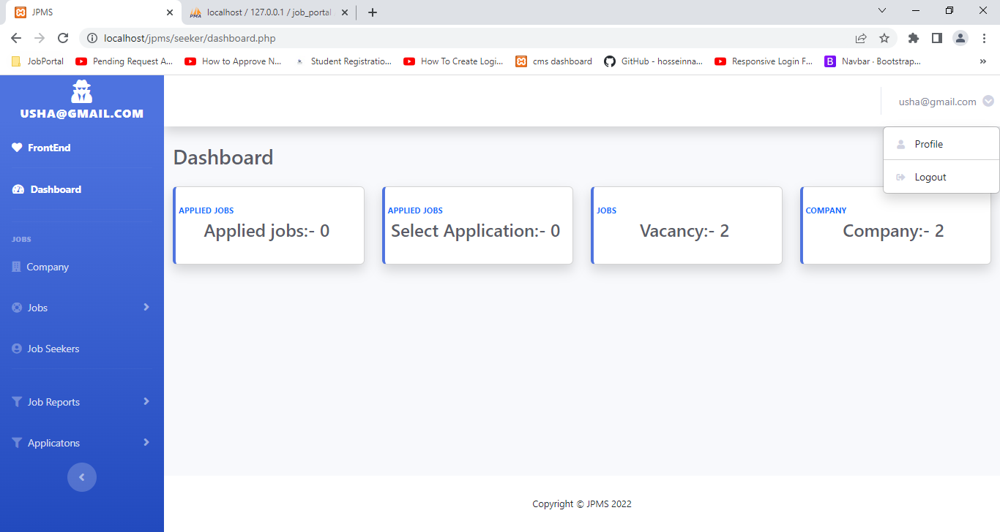 JPMS
localhost / 127.0.0.1 / job_portal
localhost/jpms/seeker/dashboard.php
JobPortal
Pending Request A...
How to Approve N...
Student Registratio...
How To Create Logi...
cms dashboard
GitHub - hosseinna...
Responsive Login F...
Navbar · Bootstrap...
USHA@GMAIL.COM
FrontEnd
Dashboard
JOBS
Company
Jobs
Job Seekers
Job Reports
Applicatons
usha@gmail.com
Profile
Logout
Dashboard
APPLIED JOBS
Applied jobs:- 0
APPLIED JOBS
Select Application:- 0
JOBS
Vacancy:- 2
COMPANY
Company:- 2
Copyright © JPMS 2022